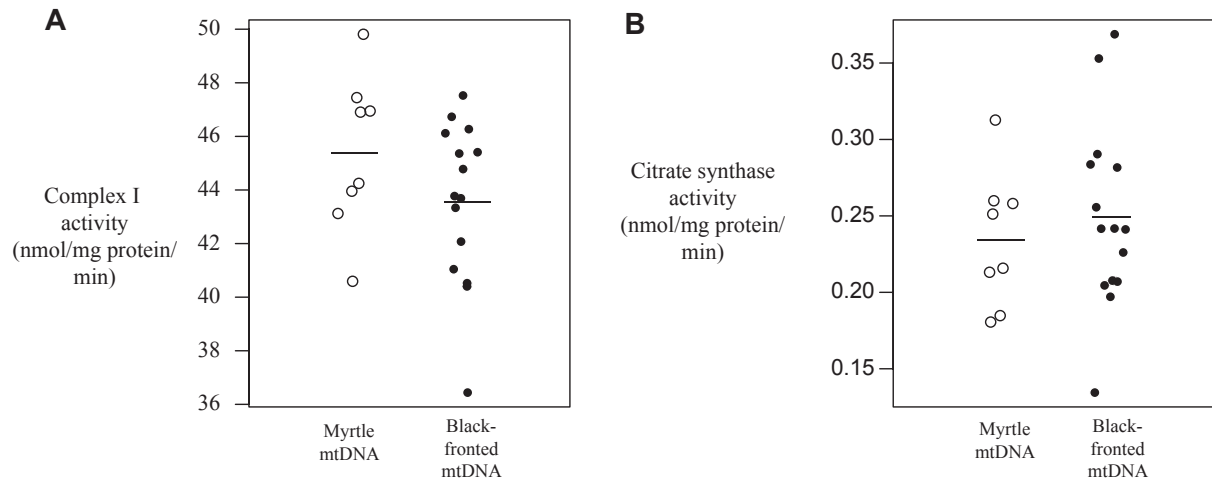 A
50
48
46
44
42
40
38
36
Complex I
activity
(nmol/mg protein/
min)
Myrtle
mtDNA
Black-
fronted
mtDNA
B
0.35
0.30
0.25
0.20
0.15
Citrate synthase
activity
(nmol/mg protein/
min)
Myrtle
mtDNA
Black-
fronted
mtDNA